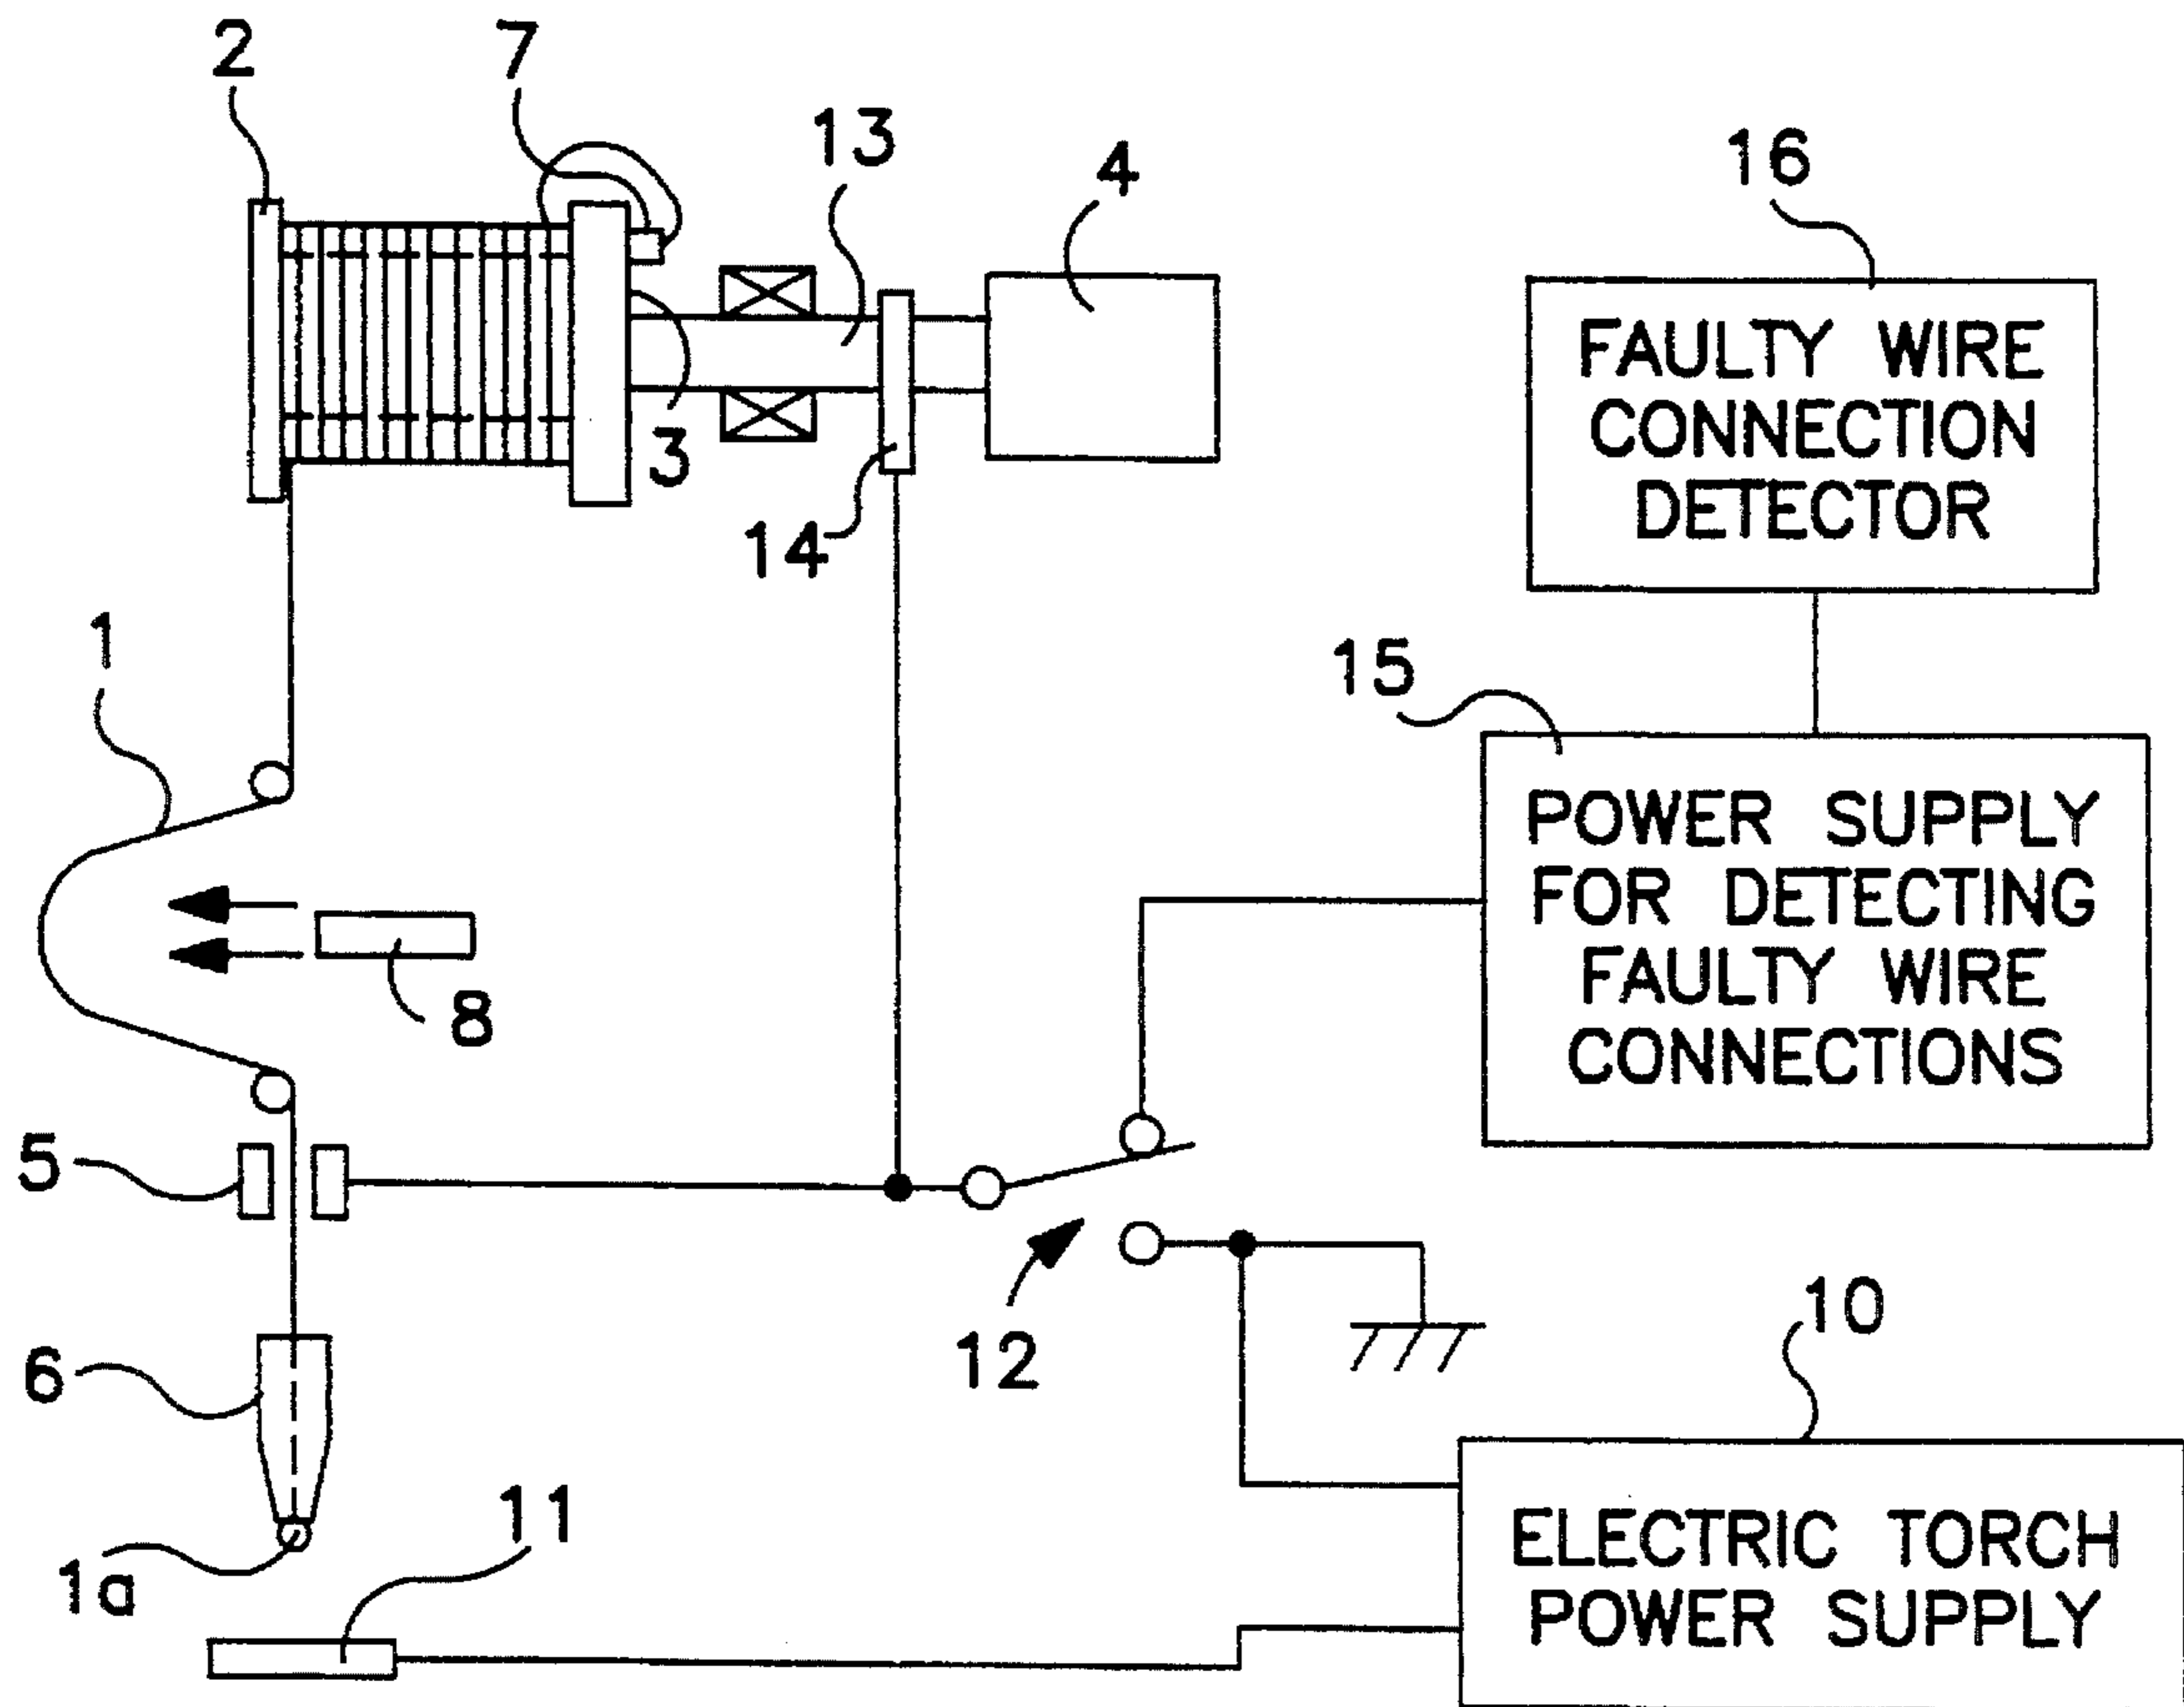 2
7
13
4
16
FAULTY WIRE
CONNECTION
DETECTOR
3
14
1
15
POWER SUPPLY
FOR DETECTING
FAULTY WIRE
CONNECTIONS
8
5
12
10
6
11
1a
ELECTRIC TORCH
POWER SUPPLY